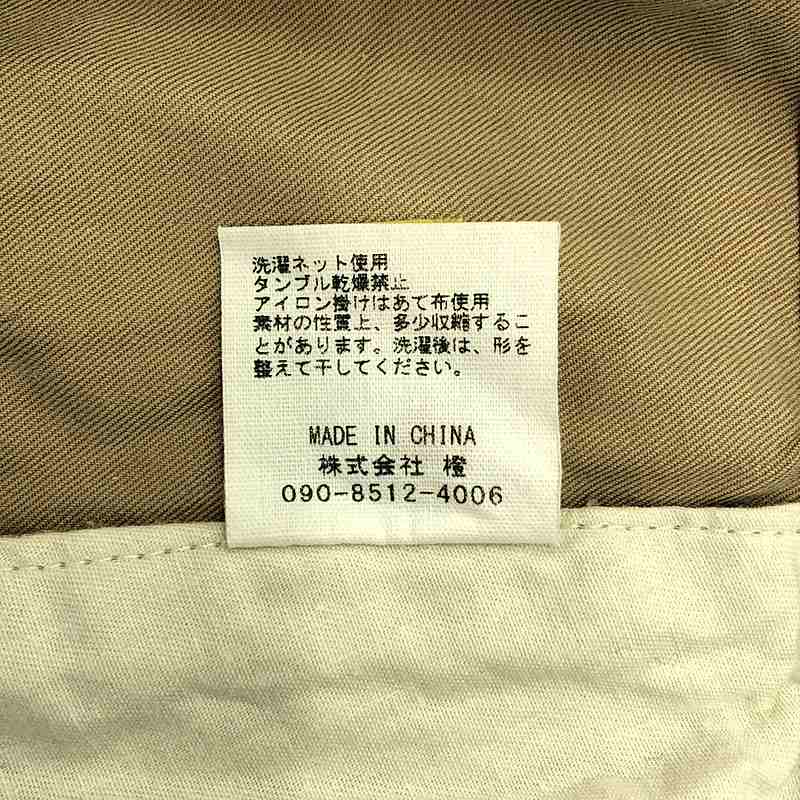 洗濯ネット使用
タンブル乾燥禁止
アイロン掛けはあて布使用
素材の性質上、多少収縮するこ
とがあります。洗濯後は、形を
整えて干してください。
MADE IN CHINA
株式会社 橙
090-8512-4006